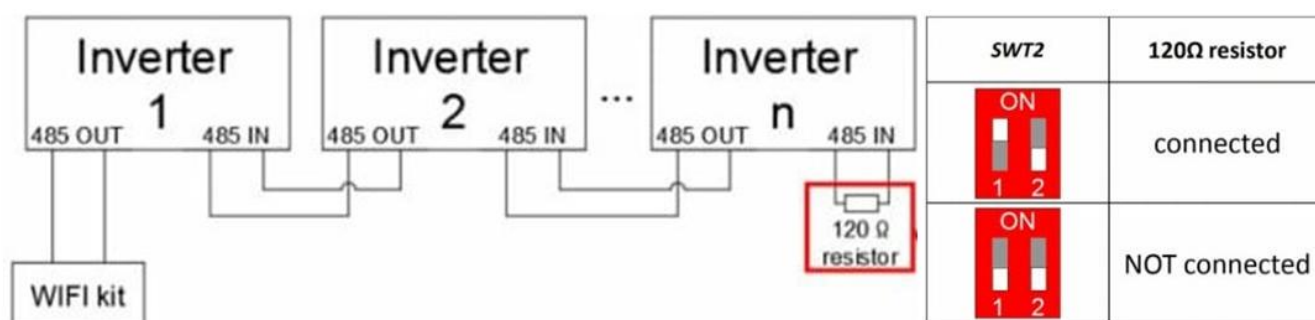 Inverter
1
485 OUT
485 IN
Inverter
2
485 OUT
485 IN
...
Inverter
n
485 OUT
485 IN
120 Ω
resistor
WIFI kit
SWT2
120Ω resistor
ON
1 2
connected
ON
1 2
NOT connected